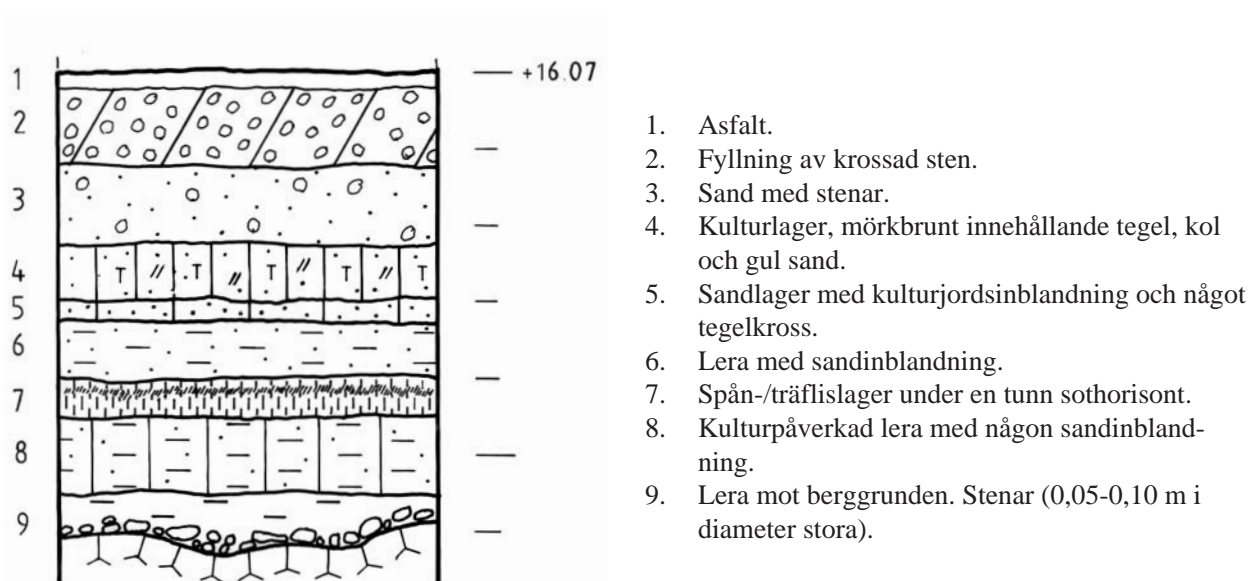 1
+16.07
2
3
4
T // .T // T // T // T
5
6
7
8
9
1. Asfalt.
2. Fyllning av krossad sten.
3. Sand med stenar.
4. Kulturlager, mörkbrunt innehållande tegel, kol
och gul sand.
5. Sandlager med kulturjordsinblandning och något
tegelkross.
6. Lera med sandinblandning.
7. Spån-/träflislager under en tunn sothorisont.
8. Kulturpåverkad lera med någon sandinbland-
ning.
9. Lera mot berggrunden. Stenar (0,05-0,10 m i
diameter stora).